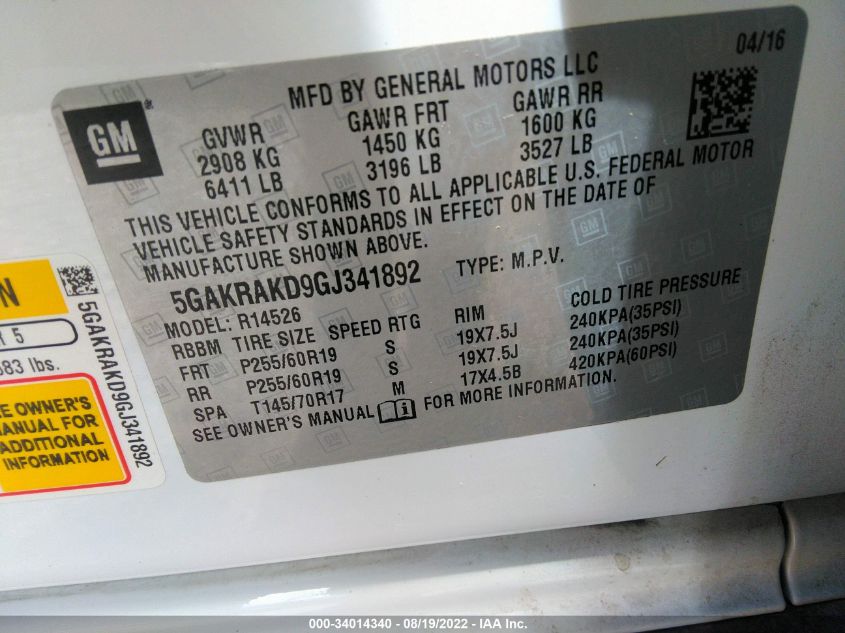 04/16
MFD BY GENERAL MOTORS LLC
GM
GVWR GAWR FRT GAWR RR
2908 KG 1450 KG 1600 KG
6411 LB 3196 LB 3527 LB
THIS VEHICLE CONFORMS TO ALL APPLICABLE U.S. FEDERAL MOTOR
VEHICLE SAFETY STANDARDS IN EFFECT ON THE DATE OF
MANUFACTURE SHOWN ABOVE.
5GAKRAKD9GJ341892 TYPE: M.P.V.
MODEL: R14526
RBBM TIRE SIZE SPEED RTG RIM COLD TIRE PRESSURE
FRT P255/60R19 S 19X7.5J 240KPA(35PSI)
RR P255/60R19 S 19X7.5J 240KPA(35PSI)
SPA T145/70R17 M 17X4.5B 420KPA(60PSI)
SEE OWNER'S MANUAL FOR MORE INFORMATION.
N
5
683 lbs.
SEE OWNER'S
MANUAL FOR
ADDITIONAL
INFORMATION
5GAKRAKD9GJ341892
000-34014340 - 08/19/2022 - IAA Inc.